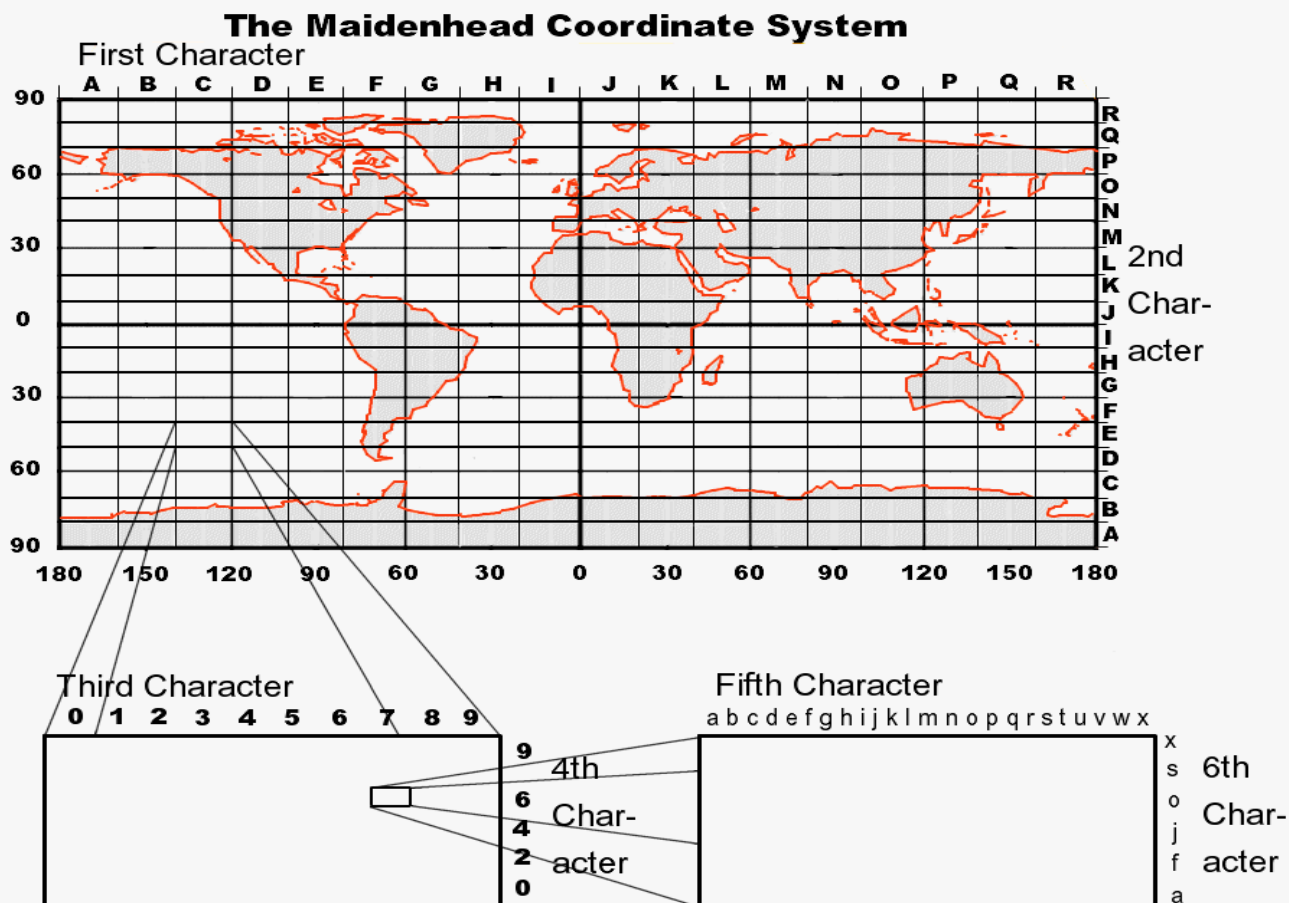 The Maidenhead Coordinate System
First Character
A B C D E F G H I J K L M N O P Q R
90
60
30
0
30
60
90
R
Q
P
O
N
M
L
K
J
I
H
G
F
E
D
C
B
A
2nd
Char-
acter
180 150 120 90 60 30 0 30 60 90 120 150 180
Third Character
0 1 2 3 4 5 6 7 8 9
9
6
4
2
0
4th
Char-
acter
Fifth Character
a b c d e f g h i j k l m n o p q r s t u v w x
x
s
o
j
f
a
6th
Char-
acter